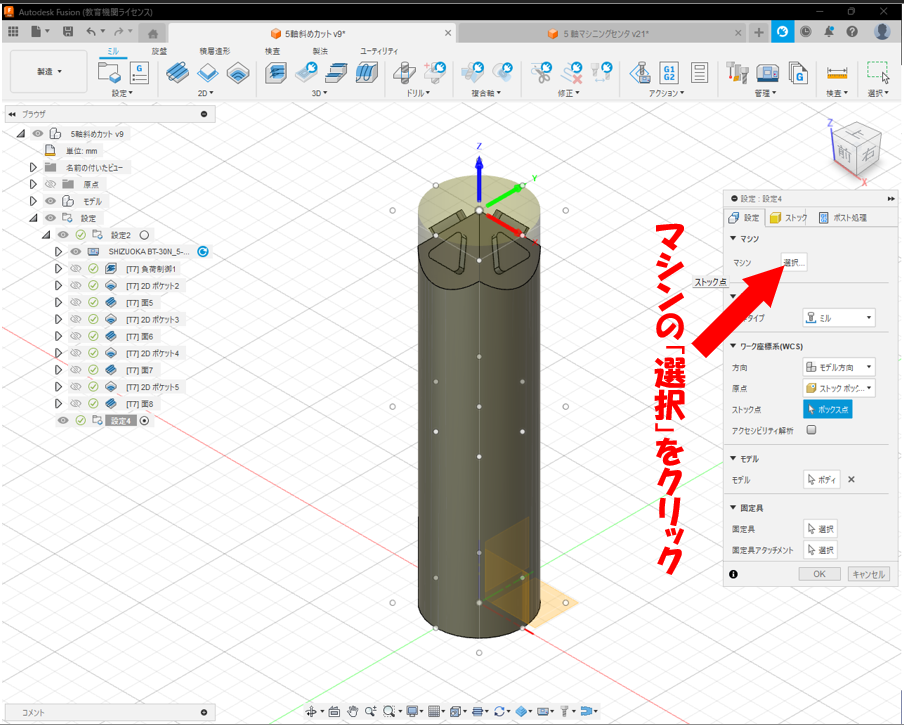 Autodesk Fusion (教育機関ライセンス)
5軸斜めカット v9*
5 軸マシニングセンタ v21*
製造
ミル
旋盤
積層造形
検査
製法
ユーティリティ
G1
G2
設定
2D
3D
ドリル
複合軸
修正
アクション
管理
検査
選択
ブラウザ
5軸斜めカット v9
単位: mm
名前の付いたビュー
原点
モデル
設定
設定2
SHIZUOKA BT-30N_5-...
[T7] 負荷制御1
[T7] 2D ポケット2
[T7] 面5
[T7] 2D ポケット3
[T7] 面6
[T7] 2D ポケット4
[T7] 面7
[T7] 2D ポケット5
[T7] 面8
設定4
Z
Y
X
Z
上
前
右
X
マシンの「選択」をクリック
設定 : 設定4
設定
ストック
ポスト処理
マシン
マシン
選択...
ストック点
タイプ
ミル
ワーク座標系(WCS)
方向
モデル方向
原点
ストック ボック...
ストック点
ボックス点
アクセシビリティ解析
モデル
モデル
ボディ
固定具
固定具
選択
固定具アタッチメント
選択
OK
キャンセル
コメント